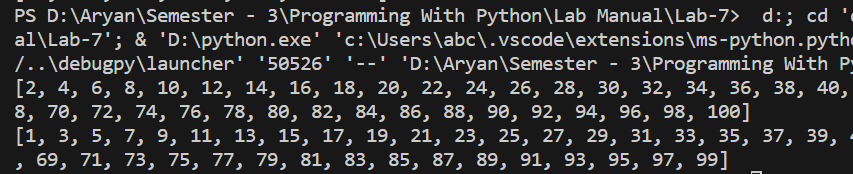 PS D:\Aryan\Semester - 3\Programming With Python\Lab Manual\Lab-7>  d:; cd '
al\Lab-7'; & 'D:\python.exe' 'c:\Users\abc\.vscode\extensions\ms-python.pyth
/..\debugpy\launcher' '50526' '--' 'D:\Aryan\Semester - 3\Programming With P
[2, 4, 6, 8, 10, 12, 14, 16, 18, 20, 22, 24, 26, 28, 30, 32, 34, 36, 38, 40,
8, 70, 72, 74, 76, 78, 80, 82, 84, 86, 88, 90, 92, 94, 96, 98, 100]
[1, 3, 5, 7, 9, 11, 13, 15, 17, 19, 21, 23, 25, 27, 29, 31, 33, 35, 37, 39,
, 69, 71, 73, 75, 77, 79, 81, 83, 85, 87, 89, 91, 93, 95, 97, 99]